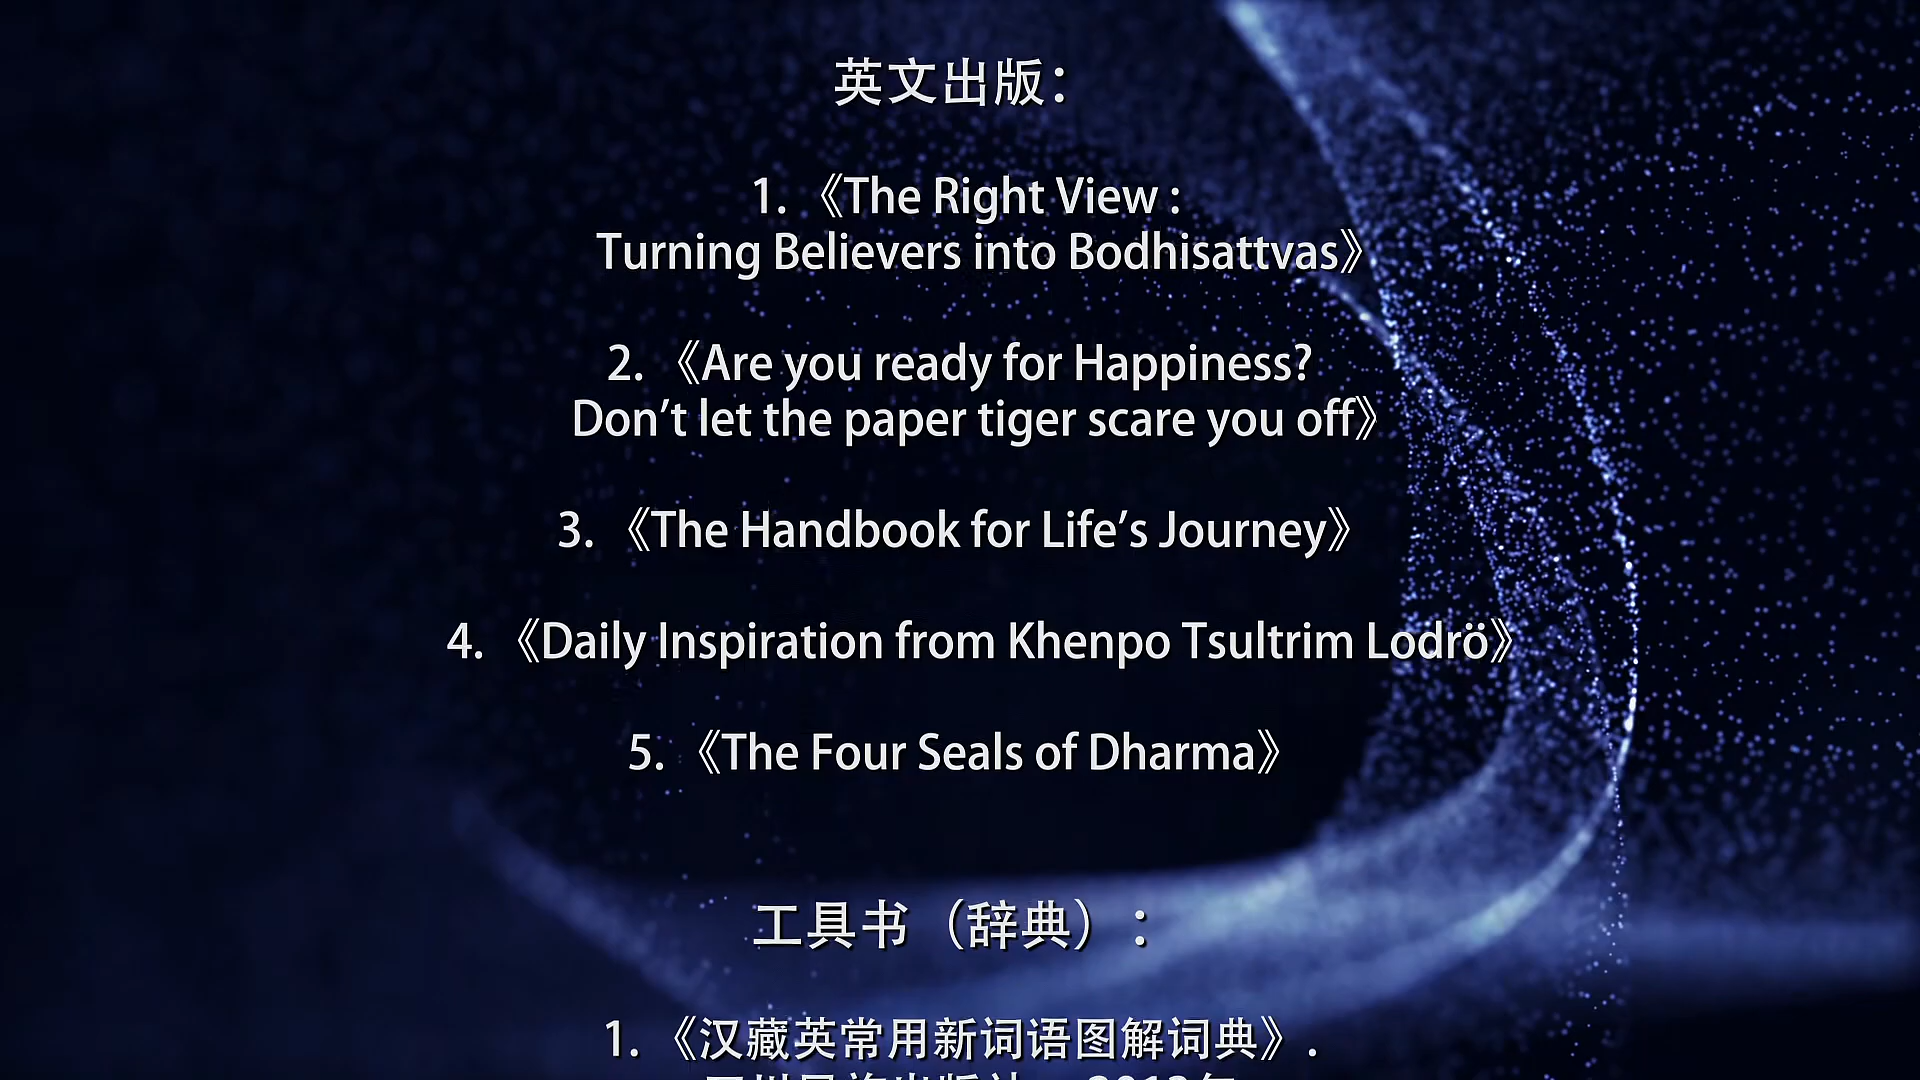 英文出版：
1. 《The Right View :
Turning Believers into Bodhisattvas》
2. 《Are you ready for Happiness?
Don’t let the paper tiger scare you off》
3. 《The Handbook for Life’s Journey》
4. 《Daily Inspiration from Khenpo Tsultrim Lodrö》
5. 《The Four Seals of Dharma》
工具书（辞典）：
1. 《汉藏英常用新词语图解词典》.